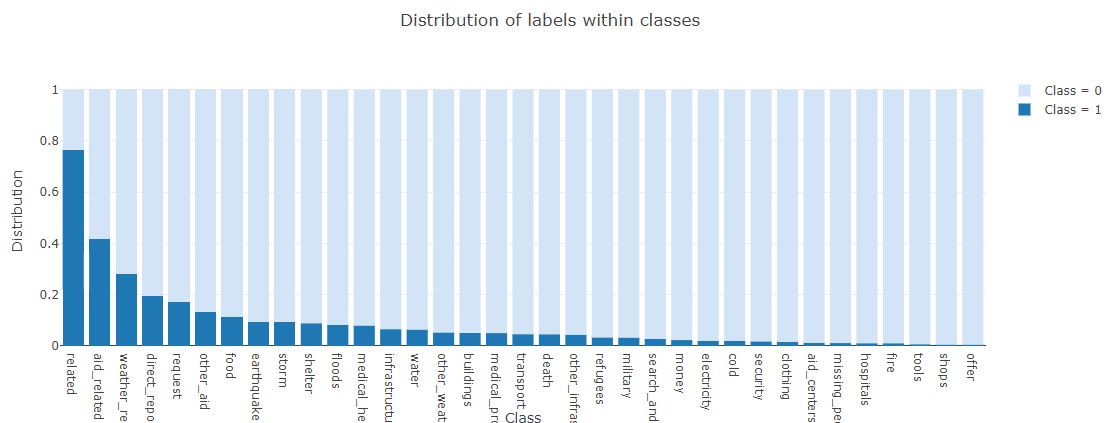 Distribution of labels within classes
Class = 0
Class = 1
Distribution
1
0.8
0.6
0.4
0.2
0
related
aid_related
weather_re
direct_repo
request
other_aid
food
earthquake
storm
shelter
floods
medical_he
infrastructu
water
other_weat
buildings
medical_pro
transport
death
other_infras
refugees
military
search_and
money
electricity
cold
security
clothing
aid_centers
missing_peo
hospitals
fire
tools
shops
offer
Class